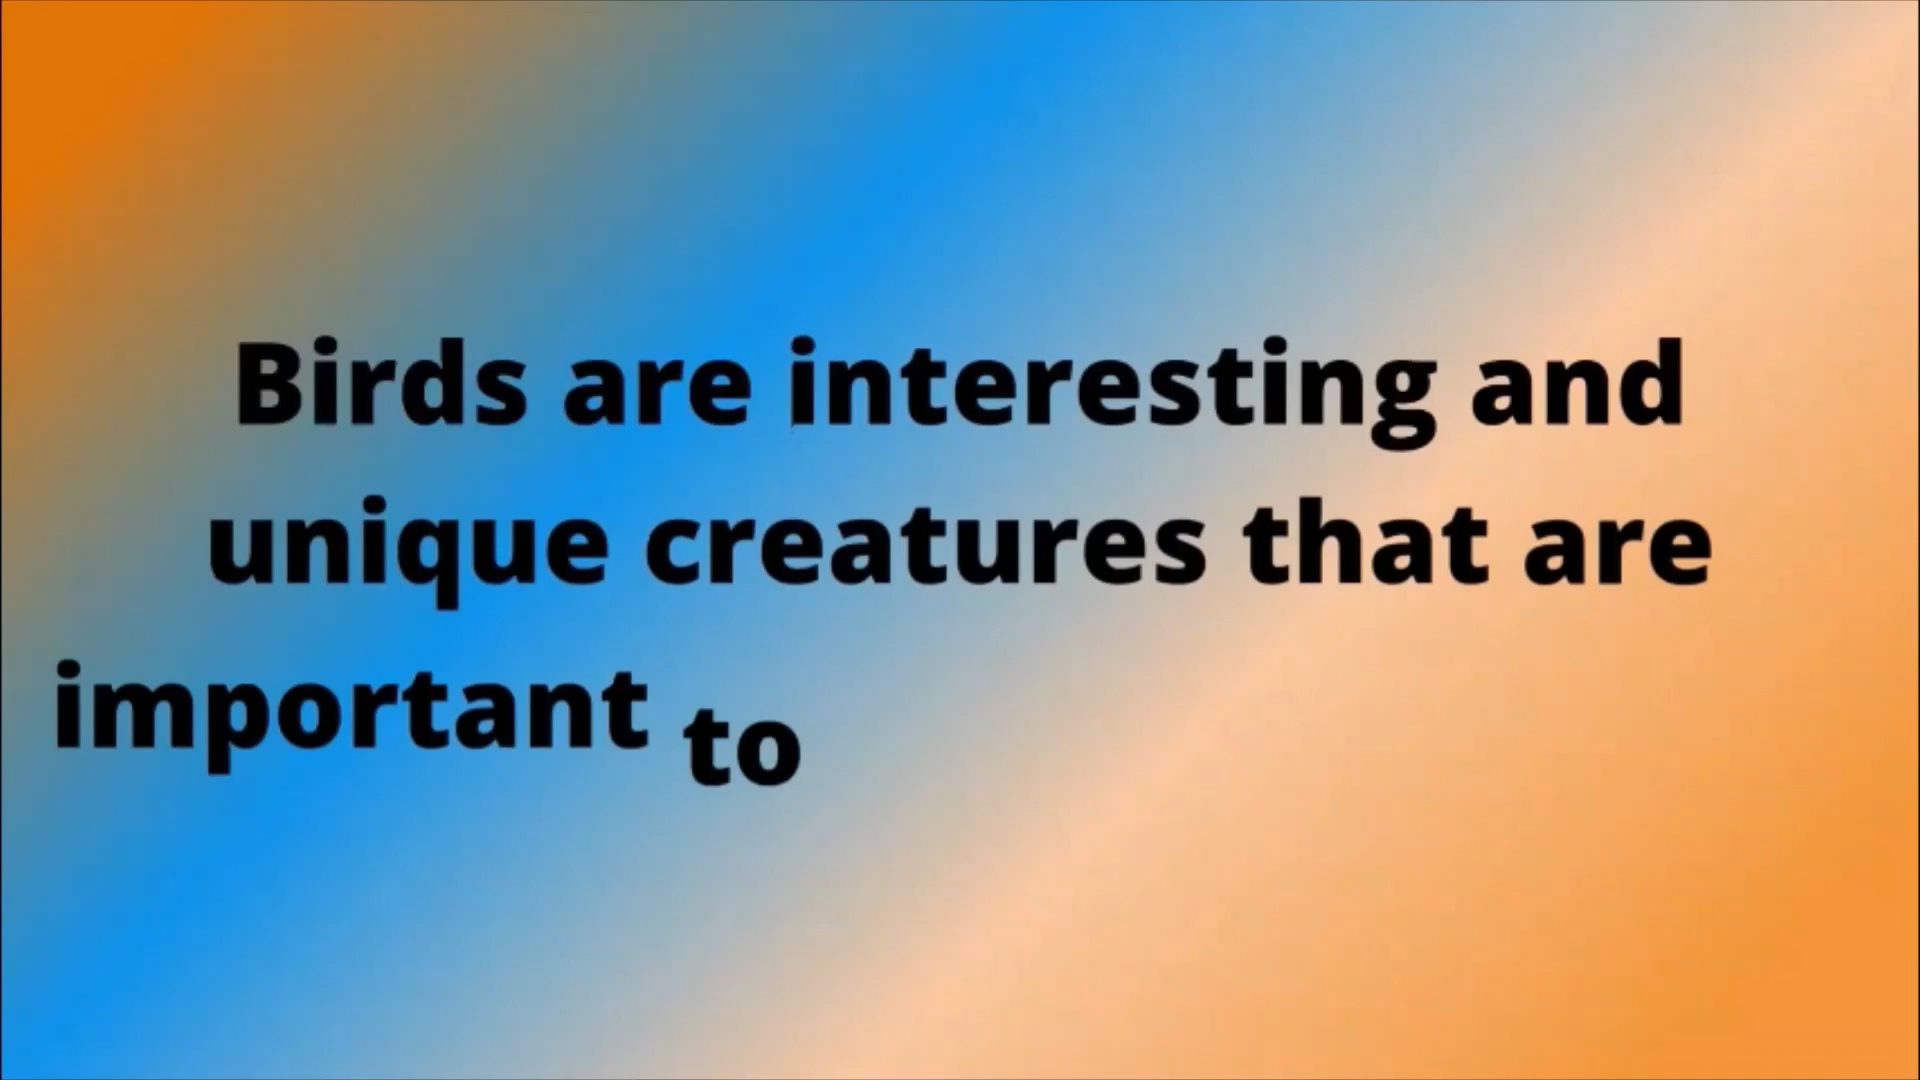 Birds are interesting and
unique creatures that are
important to